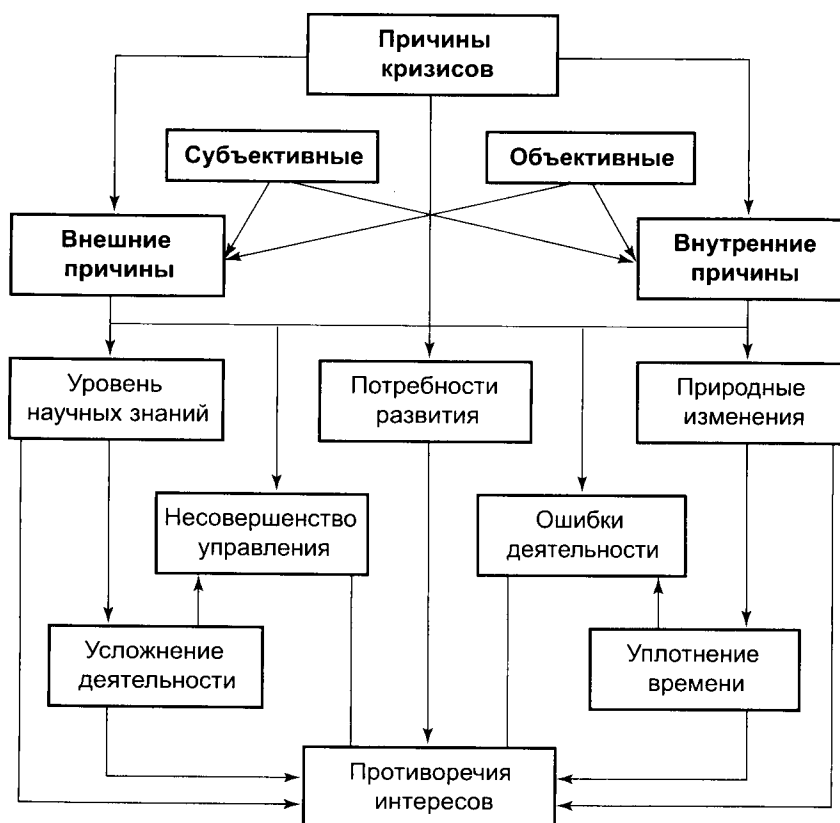 Причины
кризисов
Субъективные
Объективные
Внешние
причины
Внутренние
причины
Уровень
научных знаний
Потребности
развития
Природные
изменения
Несовершенство
управления
Ошибки
деятельности
Усложнение
деятельности
Уплотнение
времени
Противоречия
интересов